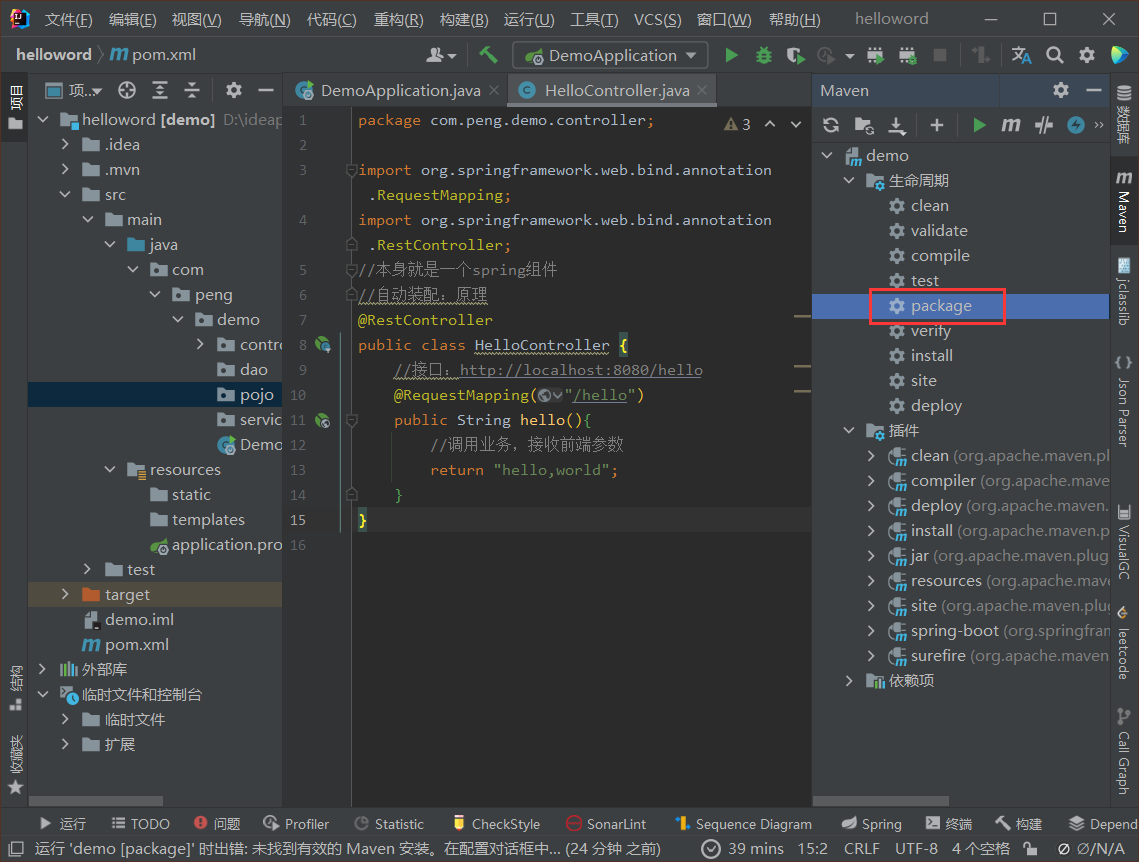 文件(F) 编辑(E) 视图(V) 导航(N) 代码(C) 重构(R) 构建(B) 运行(U) 工具(T) VCS(S) 窗口(W) 帮助(H) helloword
helloword pom.xml DemoApplication
项目
项...
helloword [demo] D:\ideap
.idea
.mvn
src
main
java
com
peng
demo
contro
dao
pojo
servic
Demo
resources
static
templates
application.pro
test
target
demo.iml
pom.xml
外部库
临时文件和控制台
临时文件
扩展
结构
收藏夹
DemoApplication.java HelloController.java
3
1 package com.peng.demo.controller;
2
3 import org.springframework.web.bind.annotation
.RequestMapping;
4 import org.springframework.web.bind.annotation
.RestController;
5 //本身就是一个spring组件
6 //自动装配：原理
7 @RestController
8 public class HelloController {
9 //接口：http://localhost:8080/hello
10 @RequestMapping("/hello")
11 public String hello(){
12 //调用业务，接收前端参数
13 return "hello,world";
14 }
15 }
16
Maven
demo
生命周期
clean
validate
compile
test
package
verify
install
site
deploy
插件
clean (org.apache.maven.pl
compiler (org.apache.mave
deploy (org.apache.maven.
install (org.apache.maven.p
jar (org.apache.maven.plug
resources (org.apache.mave
site (org.apache.maven.plug
spring-boot (org.springfram
surefire (org.apache.maven
依赖项
数据库
Maven
jclasslib
Json Parser
VisualGC
leetcode
Call Graph
运行 TODO 问题 Profiler Statistic CheckStyle SonarLint Sequence Diagram Spring 终端 构建 Depend
运行 'demo [package]' 时出错: 未找到有效的 Maven 安装。在配置对话框中... (24 分钟 之前) 39 mins 15:2 CRLF UTF-8 4 个空格 Ø/N/A